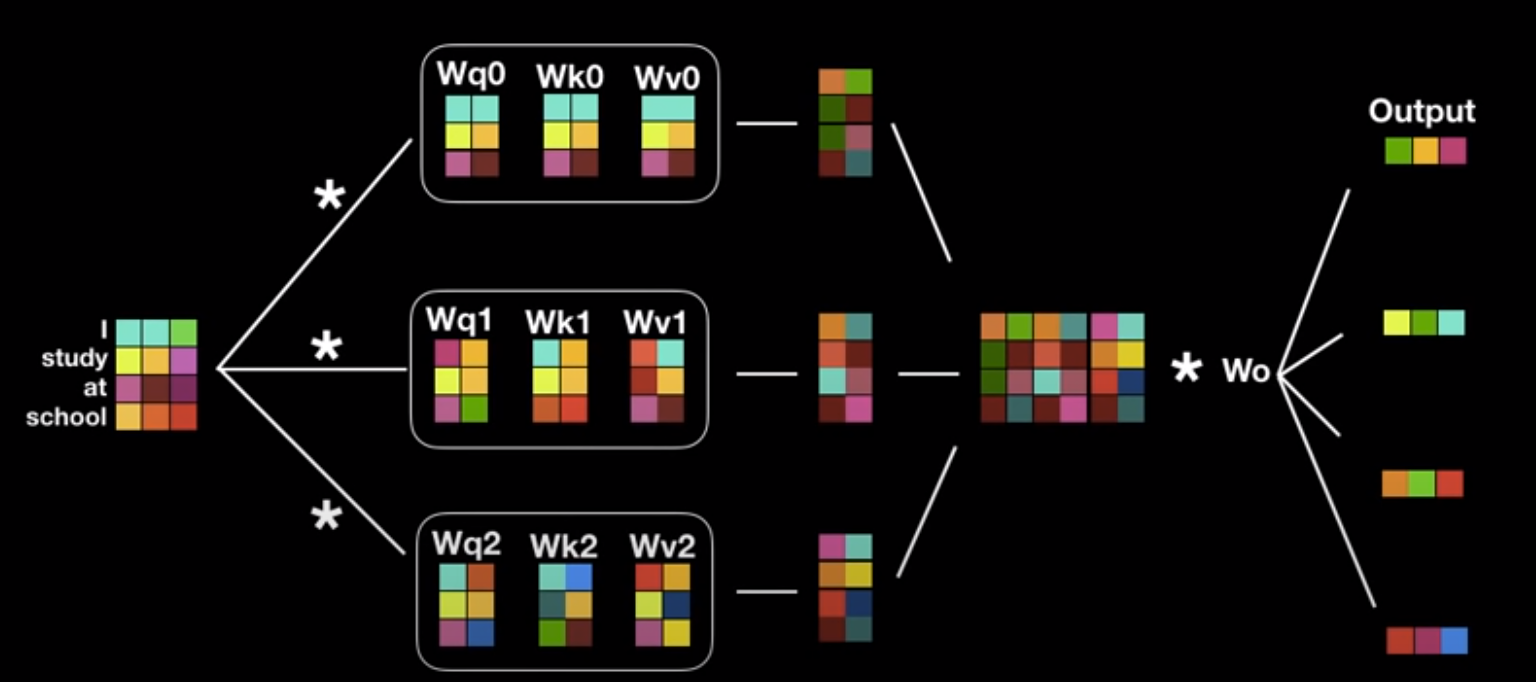 I
study
at
school
*
*
*
Wq0 Wk0 Wv0
Wq1 Wk1 Wv1
Wq2 Wk2 Wv2
* Wo
Output